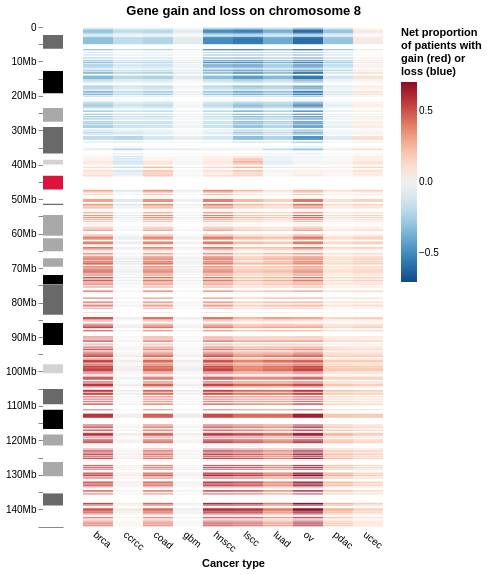 Gene gain and loss on chromosome 8
Net proportion
of patients with
gain (red) or
loss (blue)
0.5
0.0
−0.5
0
10Mb
20Mb
30Mb
40Mb
50Mb
60Mb
70Mb
80Mb
90Mb
100Mb
110Mb
120Mb
130Mb
140Mb
brca
ccrcc
coad
gbm
hnscc
lscc
luad
ov
pdac
ucec
Cancer type